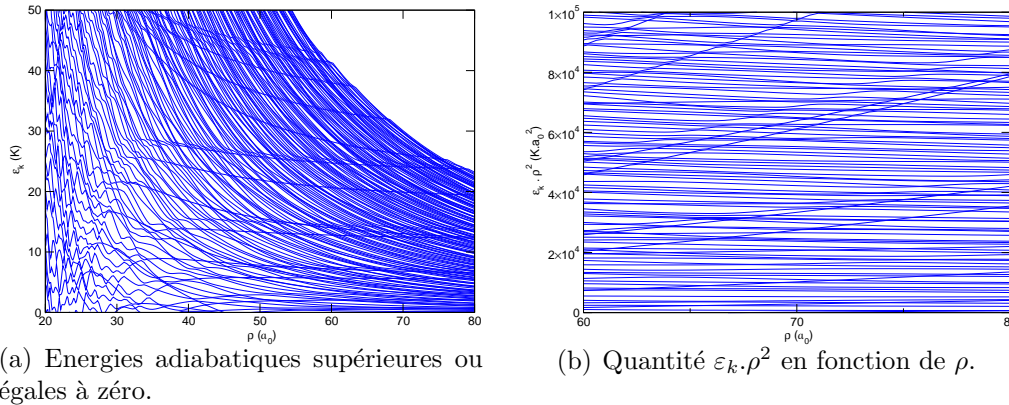 50
40
30
20
10
0
ε_k (K)
20 30 40 50 60 70 80
ρ (a_0)
(a) Energies adiabatiques supérieures ou
égales à zéro.
1×10^5
8×10^4
6×10^4
4×10^4
2×10^4
0
ε_k . ρ^2 (K.a_0^2)
60 70 80
ρ (a_0)
(b) Quantité ε_k.ρ^2 en fonction de ρ.